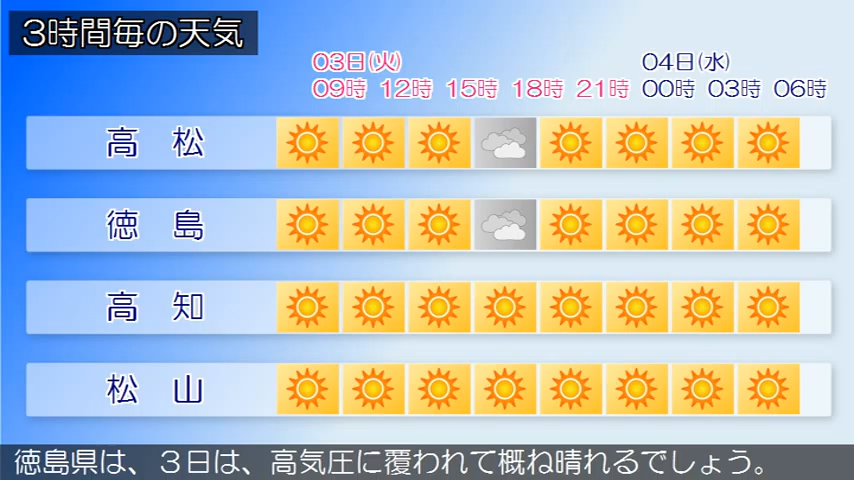 3時間毎の天気
03日(火) 04日(水)
09時 12時 15時 18時 21時 00時 03時 06時
高松
徳島
高知
松山
徳島県は、３日は、高気圧に覆われて概ね晴れるでしょう。